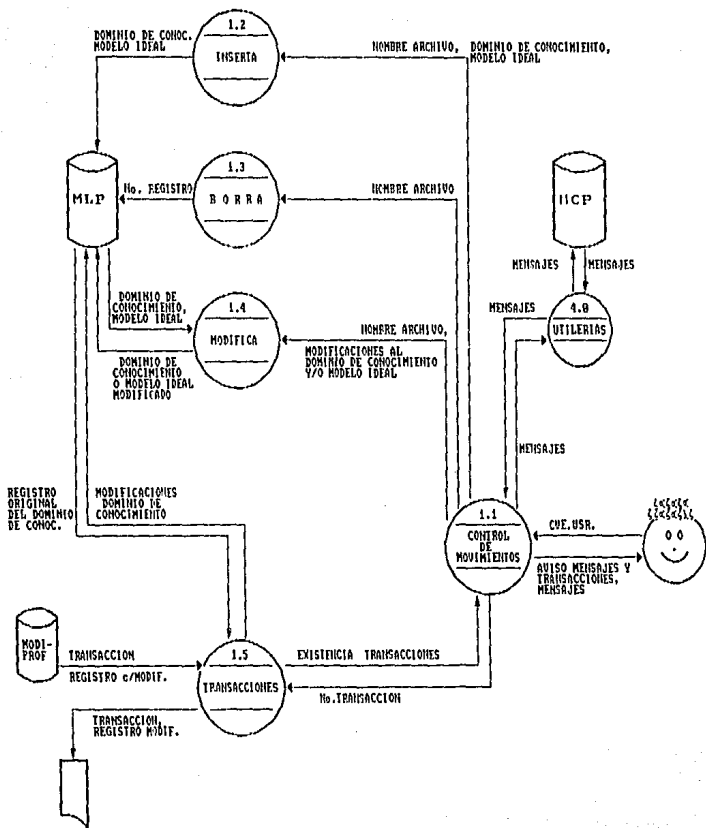 1.2
INSERTA
DOMINIO DE CONOC.
MODELO IDEAL
NOMBRE ARCHIVO, DOMINIO DE CONOCIMIENTO,
MODELO IDEAL
MLP
No. REGISTRO
1.3
B O R R A
NOMBRE ARCHIVO
MENSAJES
MENSAJES
4.0
UTILERIAS
MENSAJES
MENSAJES
DOMINIO DE
CONOCIMIENTO,
MODELO IDEAL
1.4
MODIFICA
NOMBRE ARCHIVO,
MODIFICACIONES AL
DOMINIO DE CONOCIMIENTO
Y/O MODELO IDEAL
DOMINIO DE
CONOCIMIENTO
O MODELO IDEAL
MODIFICADO
REGISTRO
ORIGINAL
DEL DOMINIO
DE CONOC.
MODIFICACIONES
DOMINIO DE
CONOCIMIENTO
1.1
CONTROL
DE
MOVIMIENTOS
CVE.USR.
AVISO MENSAJES Y
TRANSACCIONES,
MENSAJES
MODI-
PROF
TRANSACCION
REGISTRO c/MODIF.
1.5
TRANSACCIONES
EXISTENCIA TRANSACCIONES
No.TRANSACCION
TRANSACCION,
REGISTRO MODIF.